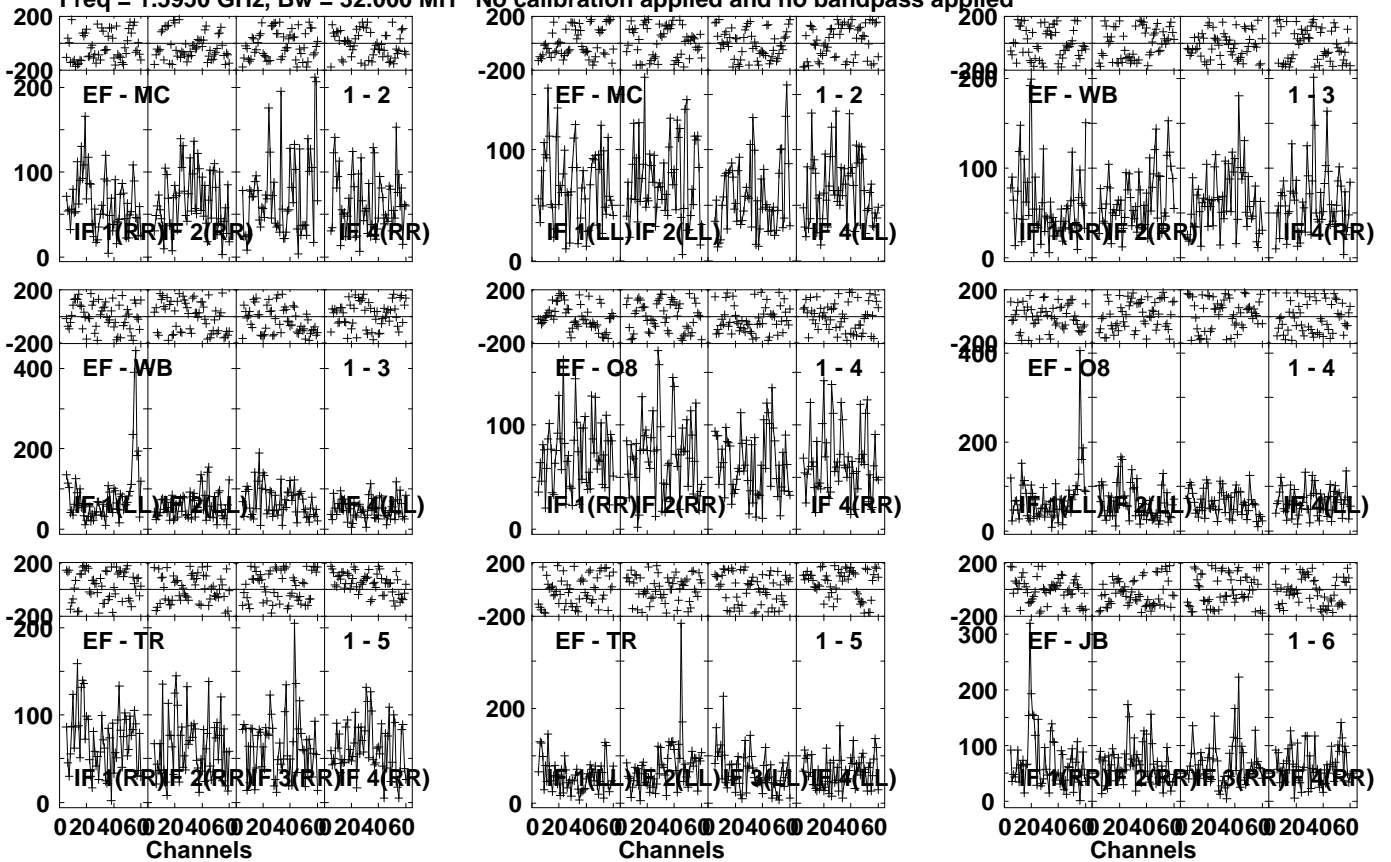 Freq = 1.5950 GHz, Bw = 32.000 MH No calibration applied and no bandpass applied
200
-200
200
100
0
EF - MC 1 - 2
IF 1(RR) IF 2(RR) IF 4(RR)
200
-200
100
0
EF - MC 1 - 2
IF 1(LL) IF 2(LL) IF 4(LL)
200
-200
200
100
0
EF - WB 1 - 3
IF 1(RR) IF 2(RR) IF 4(RR)
200
-200
400
200
0
EF - WB 1 - 3
IF 1(LL) IF 2(LL) IF 4(LL)
200
-200
100
0
EF - O8 1 - 4
IF 1(RR) IF 2(RR) IF 4(RR)
200
-200
400
200
0
EF - O8 1 - 4
IF 1(LL) IF 2(LL) IF 4(LL)
200
-200
200
100
0
EF - TR 1 - 5
IF 1(RR) IF 2(RR) IF 3(RR) IF 4(RR)
0 20 40 60 0 20 40 60 0 20 40 60 0 20 40 60
Channels
200
-200
200
0
EF - TR 1 - 5
IF 1(LL) IF 2(LL) IF 3(LL) IF 4(LL)
0 20 40 60 0 20 40 60 0 20 40 60 0 20 40 60
Channels
200
-200
300
200
100
0
EF - JB 1 - 6
IF 1(RR) IF 2(RR) IF 3(RR) IF 4(RR)
0 20 40 60 0 20 40 60 0 20 40 60 0 20 40 60
Channels